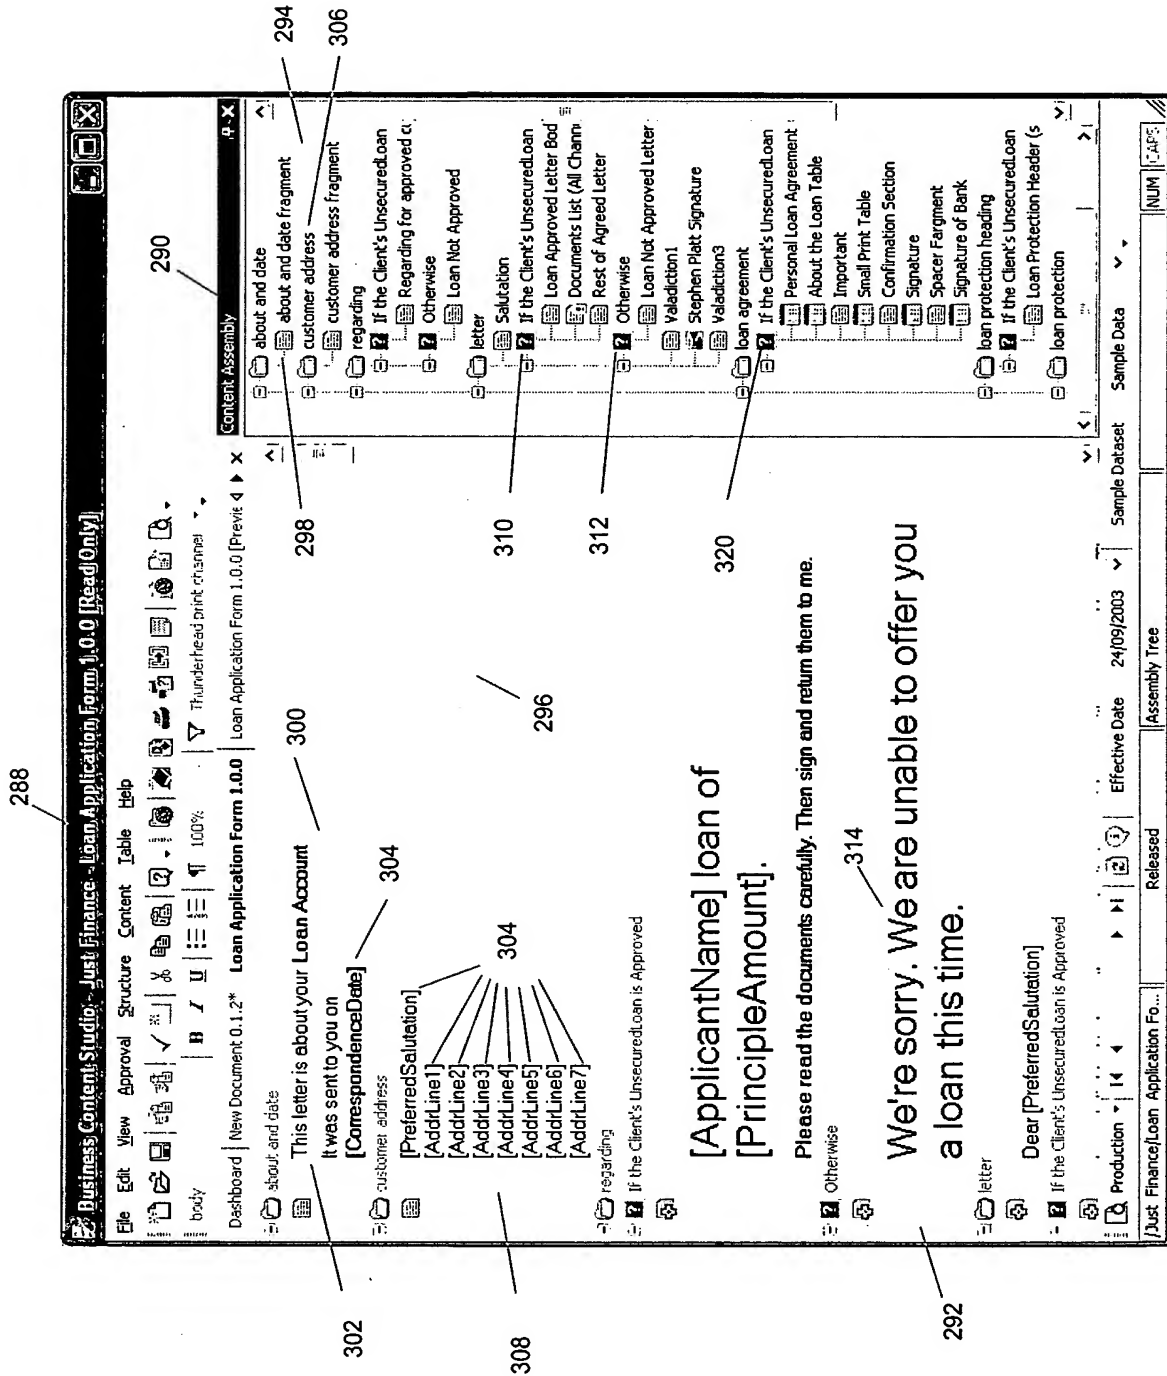 288
Business Content Studio - Just Finance - Loan Application Form 1.0.0 [Read Only]
File Edit View Approval Structure Content Table Help
body
B I U
100%
Thunderhead print channel
Dashboard
New Document 0.1.2*
Loan Application Form 1.0.0
Loan Application Form 1.0.0 [Previe
about and date
This letter is about your Loan Account
It was sent to you on
[CorrespondenceDate]
customer address
[PreferredSalutation]
[AddrLine1]
[AddrLine2]
[AddrLine3]
[AddrLine4]
[AddrLine5]
[AddrLine6]
[AddrLine7]
regarding
If the Client's UnsecuredLoan is Approved
[ApplicantName] loan of
[PrincipleAmount].
Please read the documents carefully. Then sign and return them to me.
Otherwise
We're sorry. We are unable to offer you
a loan this time.
letter
Dear [PreferredSalutation]
If the Client's UnsecuredLoan is Approved
Content Assembly
about and date
about and date fragment
customer address
customer address fragment
regarding
If the Client's UnsecuredLoan
Regarding for approved cu
Otherwise
Loan Not Approved
letter
Salutation
If the Client's UnsecuredLoan
Loan Approved Letter Bod
Documents List (All Chann
Rest of Agreed Letter
Otherwise
Loan Not Approved Letter
Valadiction1
Stephen Platt Signature
Valadiction3
loan agreement
If the Client's UnsecuredLoan
Personal Loan Agreement
About the Loan Table
Important
Small Print Table
Confirmation Section
Signature
Spacer Fargment
Signature of Bank
loan protection heading
If the Client's UnsecuredLoan
Loan Protection Header (s
loan protection
Production
Effective Date 24/09/2003
Sample Dataset Sample Data
/Just Finance/Loan Application Fo...
Released
Assembly Tree
NUM
CAPS
290
294
306
298
300
302
304
304
296
308
310
312
314
320
292